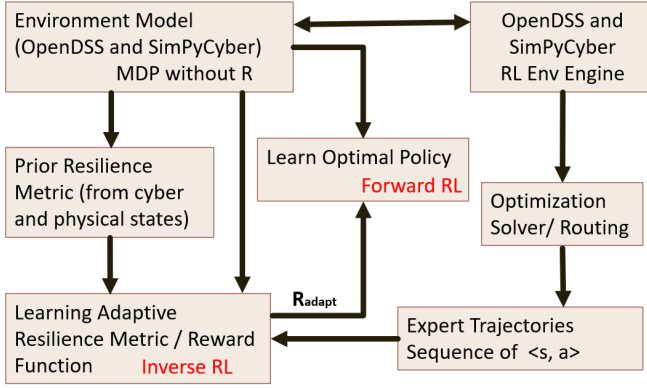 Environment Model
(OpenDSS and SimPyCyber)
MDP without R
OpenDSS and
SimPyCyber
RL Env Engine
Prior Resilience
Metric (from cyber
and physical states)
Learn Optimal Policy
Forward RL
Optimization
Solver/ Routing
Learning Adaptive
Resilience Metric / Reward
Function
Inverse RL
Radapt
Expert Trajectories
Sequence of <s, a>